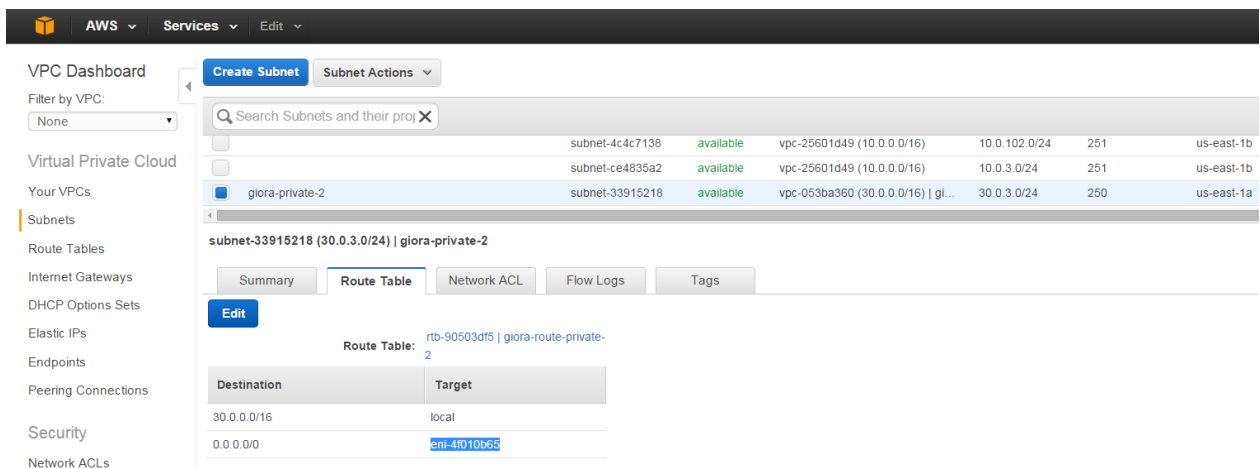 AWS Services Edit
VPC Dashboard
Filter by VPC:
None
Virtual Private Cloud
Your VPCs
Subnets
Route Tables
Internet Gateways
DHCP Options Sets
Elastic IPs
Endpoints
Peering Connections
Security
Network ACLs
Create Subnet Subnet Actions
Search Subnets and their prop
subnet-4c4c7138 available vpc-25601d49 (10.0.0.0/16) 10.0.102.0/24 251 us-east-1b
subnet-ce4835a2 available vpc-25601d49 (10.0.0.0/16) 10.0.3.0/24 251 us-east-1b
giora-private-2 subnet-33915218 available vpc-053ba360 (30.0.0.0/16) | gi... 30.0.3.0/24 250 us-east-1a
subnet-33915218 (30.0.3.0/24) | giora-private-2
Summary Route Table Network ACL Flow Logs Tags
Edit
Route Table: rtb-90503df5 | giora-route-private-
2
Destination Target
30.0.0.0/16 local
0.0.0.0/0 eni-4f010b65